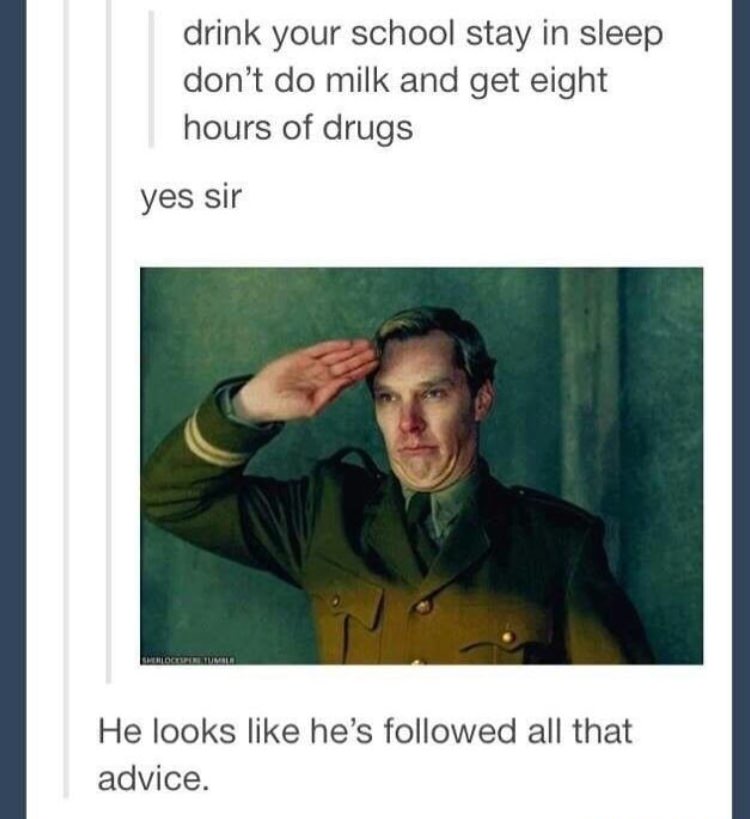 drink your school stay in sleep
don't do milk and get eight
hours of drugs
yes sir
He looks like he's followed all that
advice.